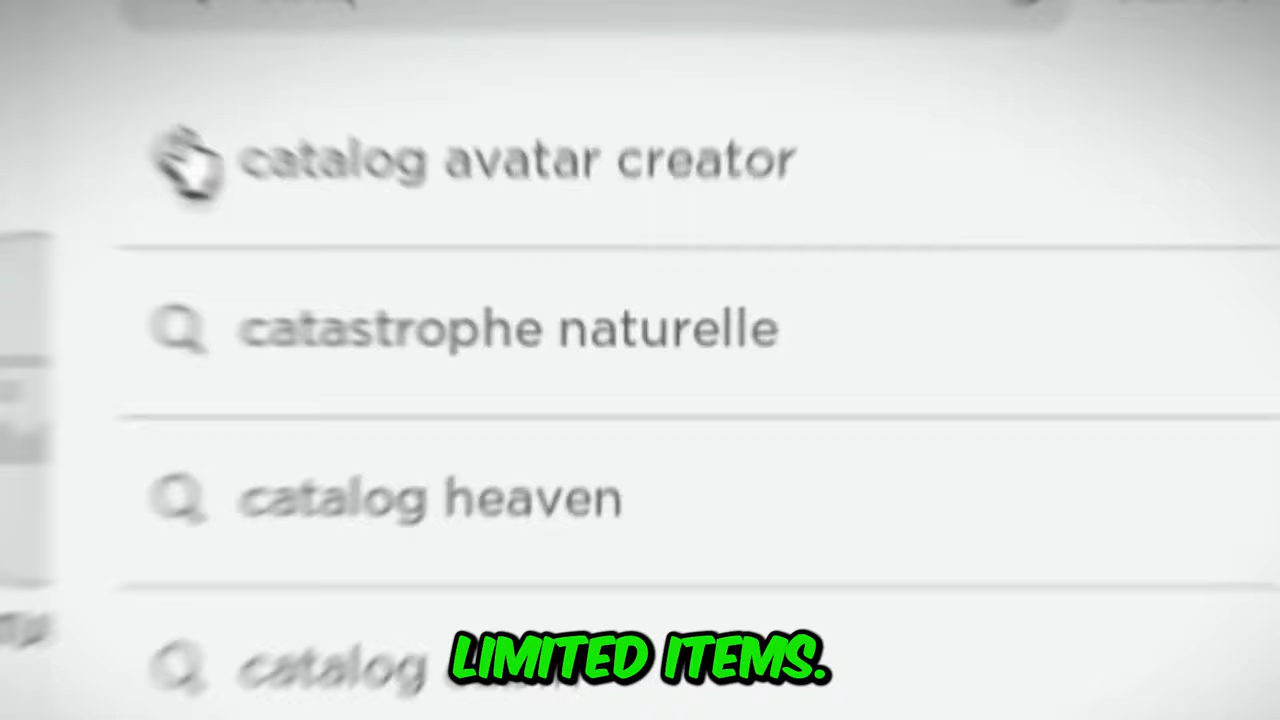 catalog avatar creator
catastrophe naturelle
catalog heaven
catalog
LIMITED ITEMS.